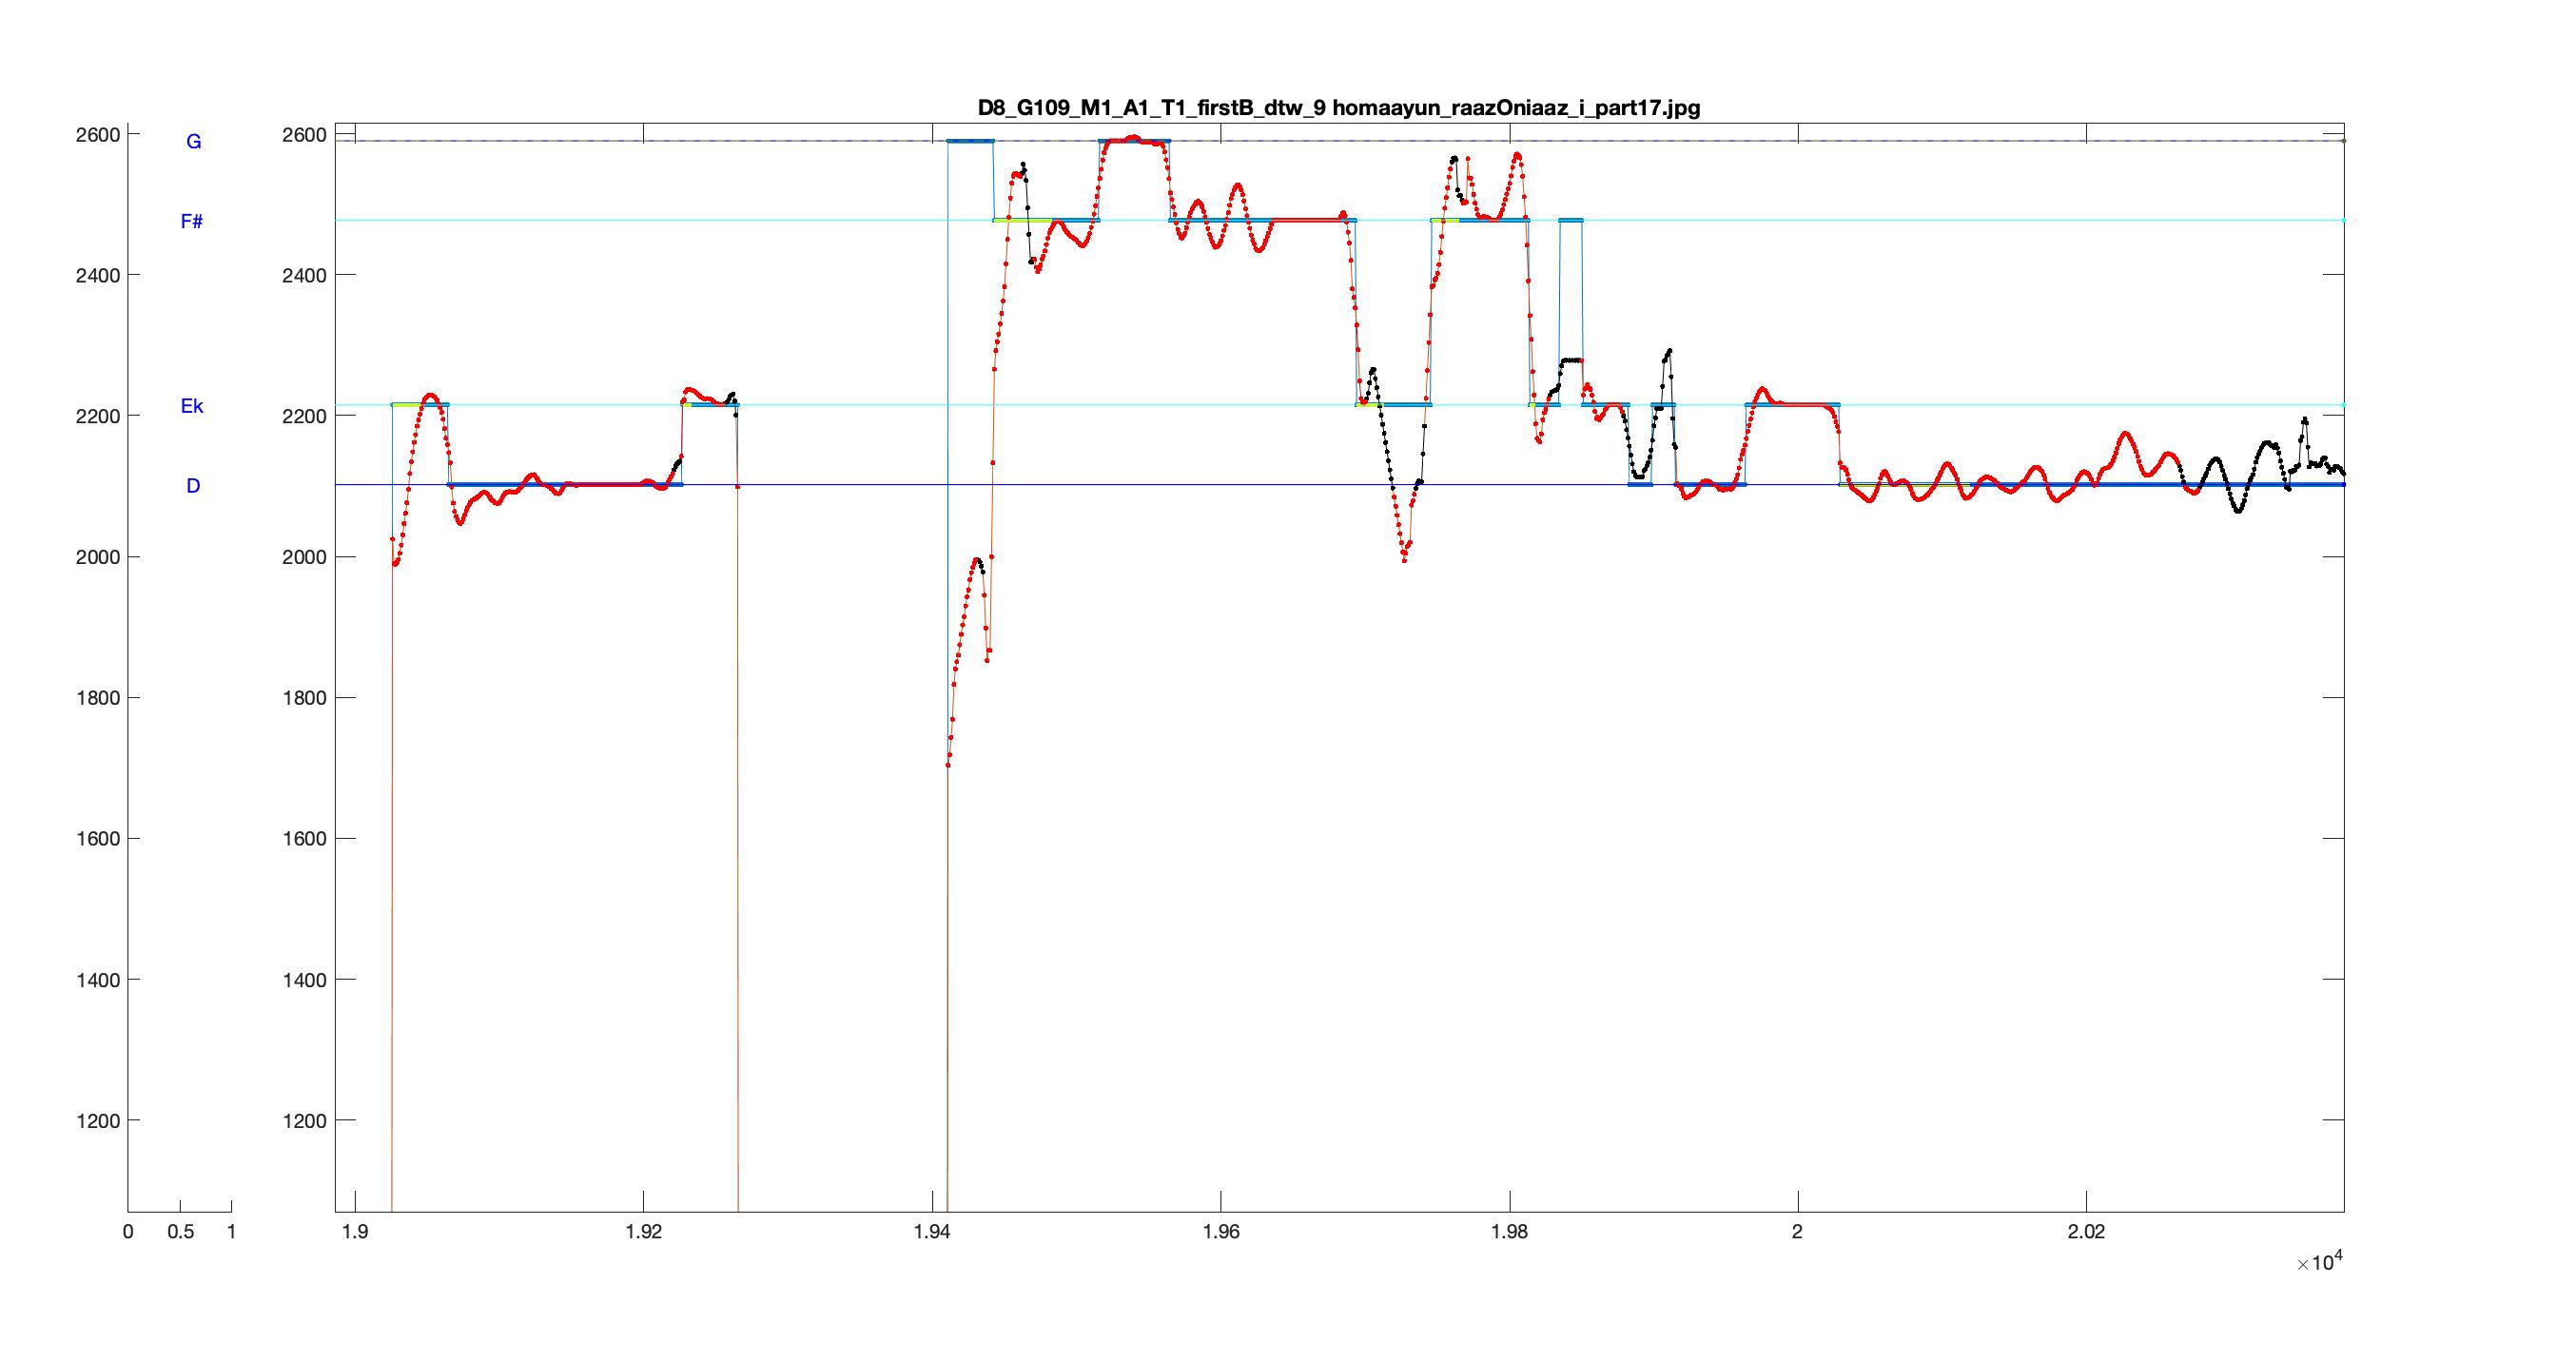 D8_G109_M1_A1_T1_firstB_dtw_9 homaayun_raazOniaaz_i_part17.jpg
2600 G 2600
F#
2400 2400
Ek
2200 2200
D
2000 2000
1800 1800
1600 1600
1400 1400
1200 1200
0 0.5 1 1.9 1.92 1.94 1.96 1.98 2 2.02
×10^4